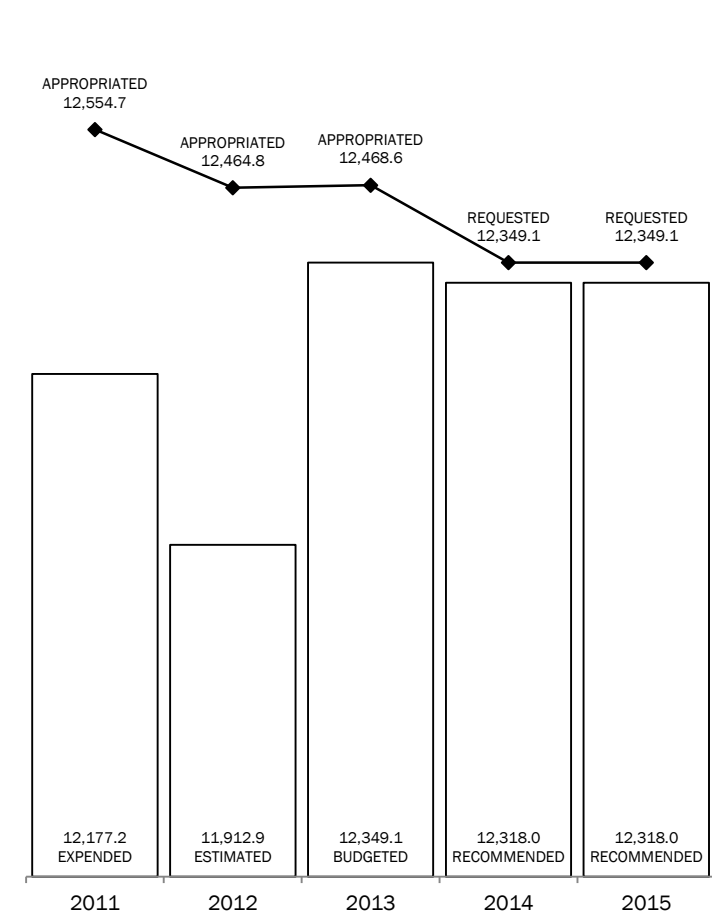 APPROPRIATED
12,554.7
APPROPRIATED
12,464.8
APPROPRIATED
12,468.6
REQUESTED
12,349.1
REQUESTED
12,349.1
12,177.2
EXPENDED
11,912.9
ESTIMATED
12,349.1
BUDGETED
12,318.0
RECOMMENDED
12,318.0
RECOMMENDED
2011
2012
2013
2014
2015